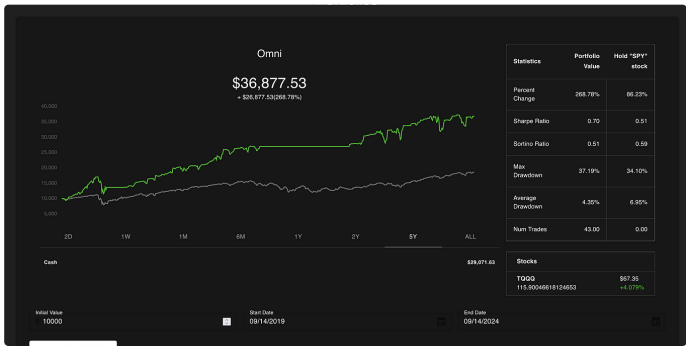 Omni
$36,877.53
+ $26,877.53(268.78%)
40,000
35,000
30,000
25,000
20,000
15,000
10,000
5,000
2D 1W 1M 6M 1Y 2Y 5Y ALL
Cash $29,071.63
Statistics Portfolio Value Hold "SPY" stock
Percent Change 268.78% 86.23%
Sharpe Ratio 0.70 0.51
Sortino Ratio 0.51 0.59
Max Drawdown 37.19% 34.10%
Average Drawdown 4.35% 6.95%
Num Trades 43.00 0.00
Stocks
TQQQ $67.35
115.90046618124653 +4.079%
Initial Value Start Date End Date
10000 09/14/2019 09/14/2024